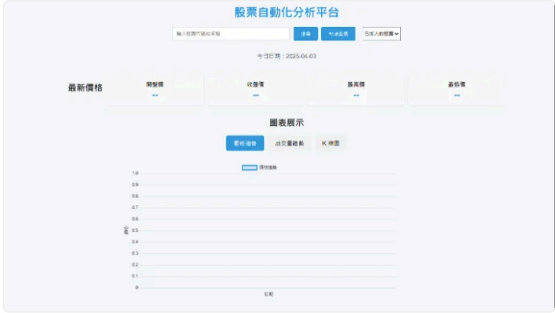 股票自動化分析平台
輸入股票代號或名稱 搜尋
今日日期：2025-04-03
最新價格 開盤價 收盤價 最高價 最低價
-- -- -- --
圖表展示
價格趨勢 成交量趨勢 K 線圖
價格趨勢
1.0
0.9
0.8
0.7
0.6
0.5
0.4
0.3
0.2
0.1
0
日期